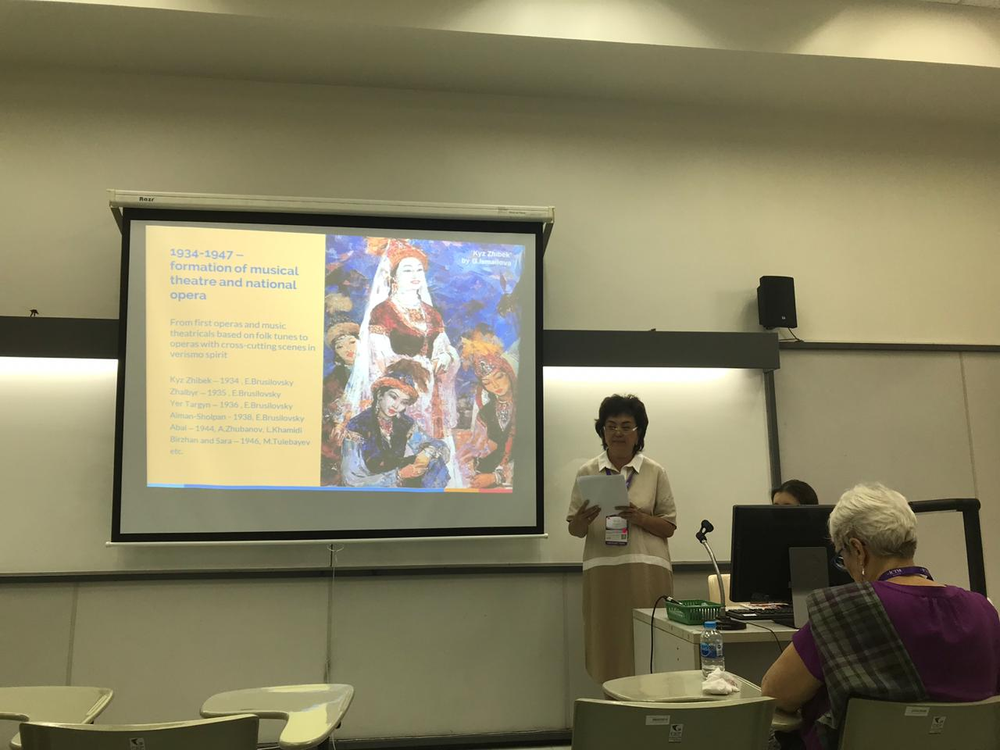 Razr
1934-1947 –
formation of musical
theatre and national
opera
From first operas and music
theatricals based on folk tunes to
operas with cross-cutting scenes in
verismo spirit
Kyz Zhibek – 1934 , E.Brusilovsky
Zhalbyr – 1935 , E.Brusilovsky
Yer Targyn – 1936 , E.Brusilovsky
Aiman-Sholpan - 1938, E.Brusilovsky
Abai – 1944, A.Zhubanov, L.Khamidi
Birzhan and Sara – 1946, M.Tulebayev
etc.
Kyz Zhibek
by G.Ismailova
ICTM